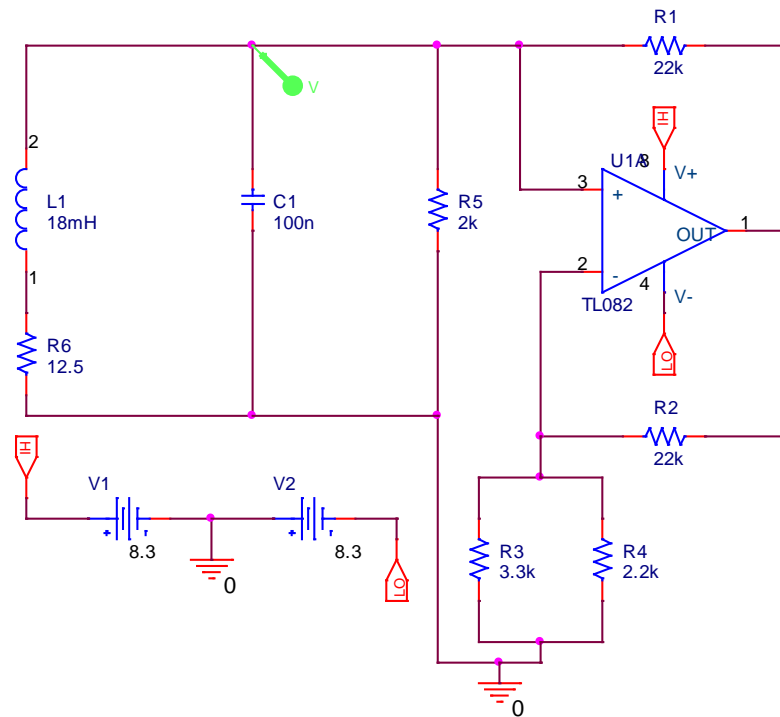 R1
22k
V
HI
2
U1A
8
V+
L1
18mH
C1
100n
R5
2k
3
+
1
OUT
1
2
-
4
V-
TL082
R6
12.5
LO
R2
22k
HI
V1
V2
+
-
+
-
8.3
8.3
0
LO
R3
3.3k
R4
2.2k
0